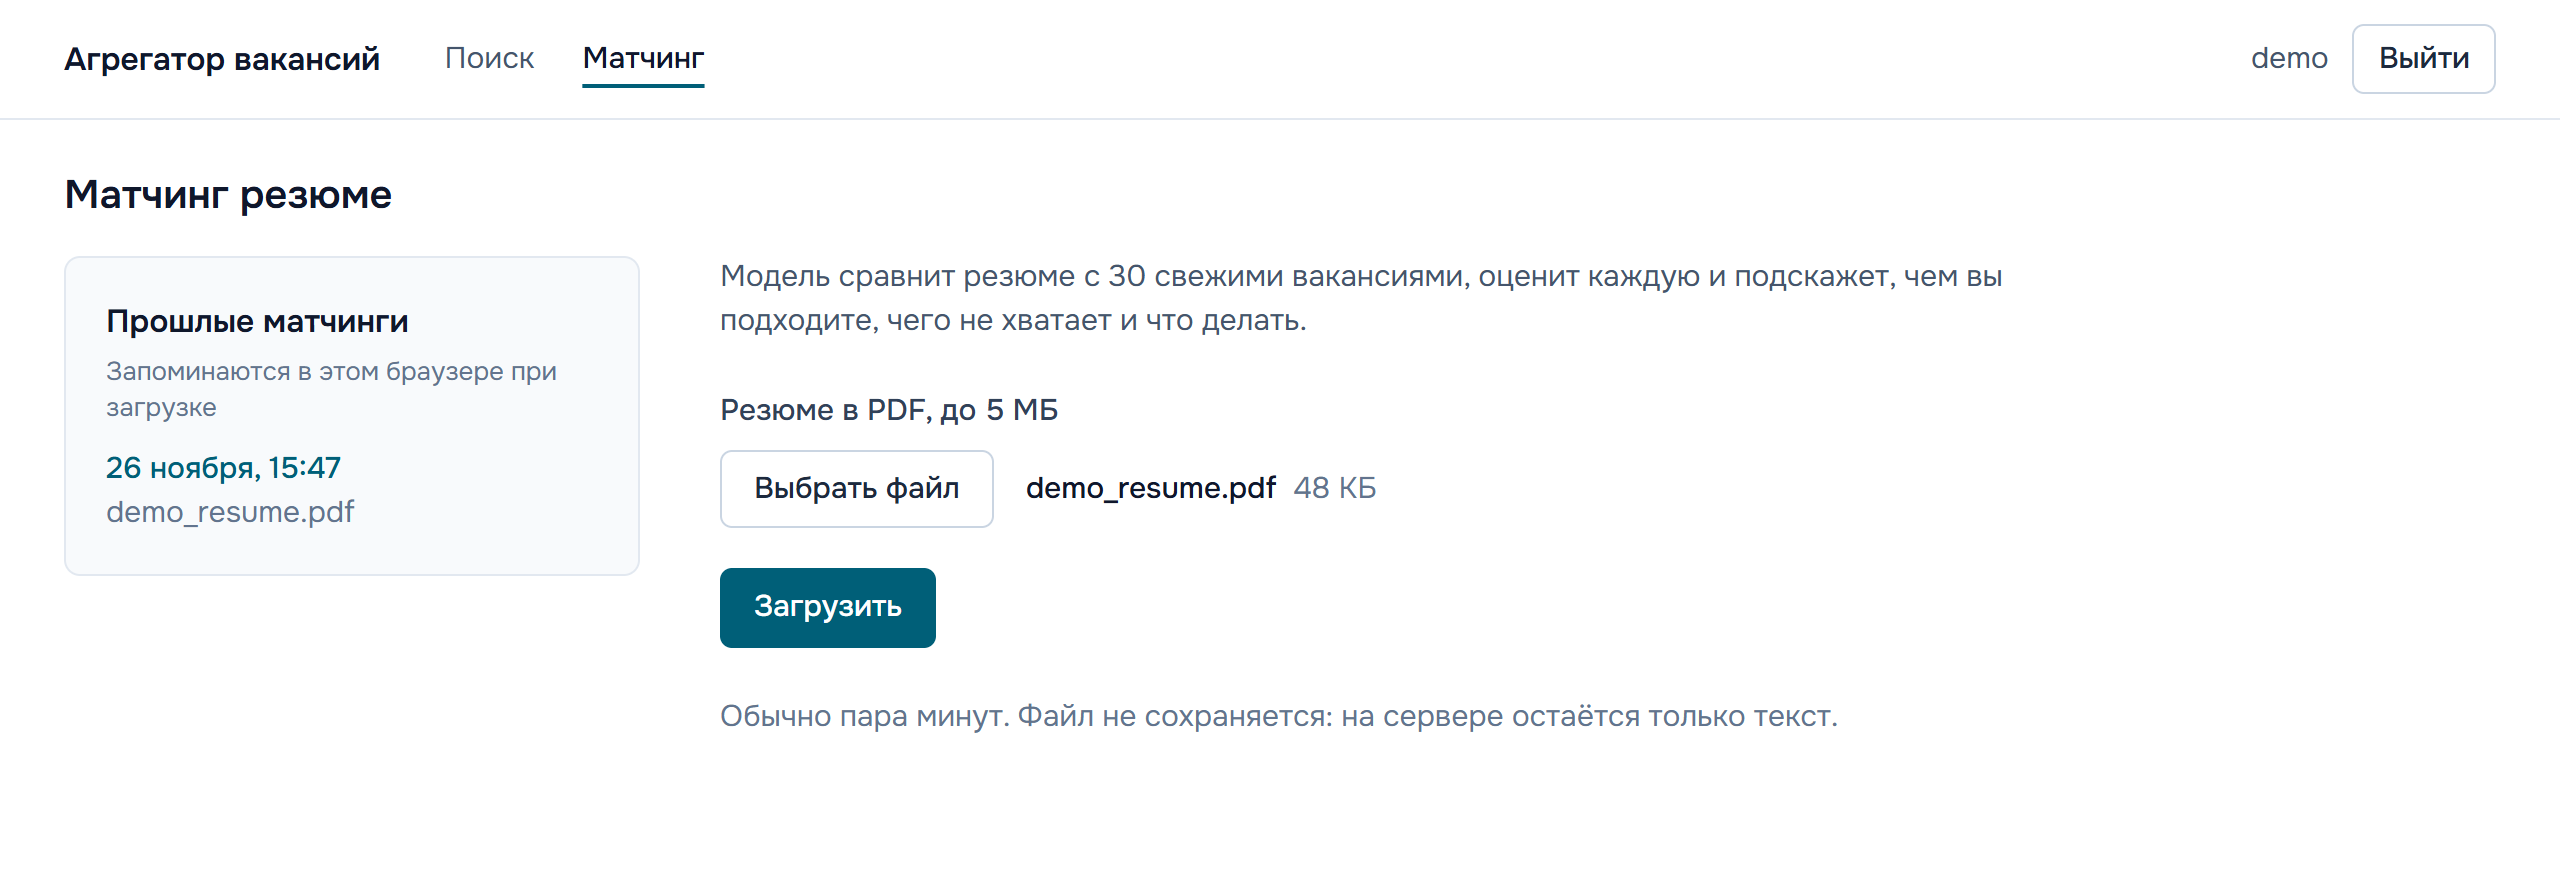 Агрегатор вакансий
Поиск
Матчинг
demo
Выйти
Матчинг резюме
Прошлые матчинги
Запоминаются в этом браузере при
загрузке
26 ноября, 15:47
demo_resume.pdf
Модель сравнит резюме с 30 свежими вакансиями, оценит каждую и подскажет, чем вы
подходите, чего не хватает и что делать.
Резюме в PDF, до 5 МБ
Выбрать файл
demo_resume.pdf 48 КБ
Загрузить
Обычно пара минут. Файл не сохраняется: на сервере остаётся только текст.